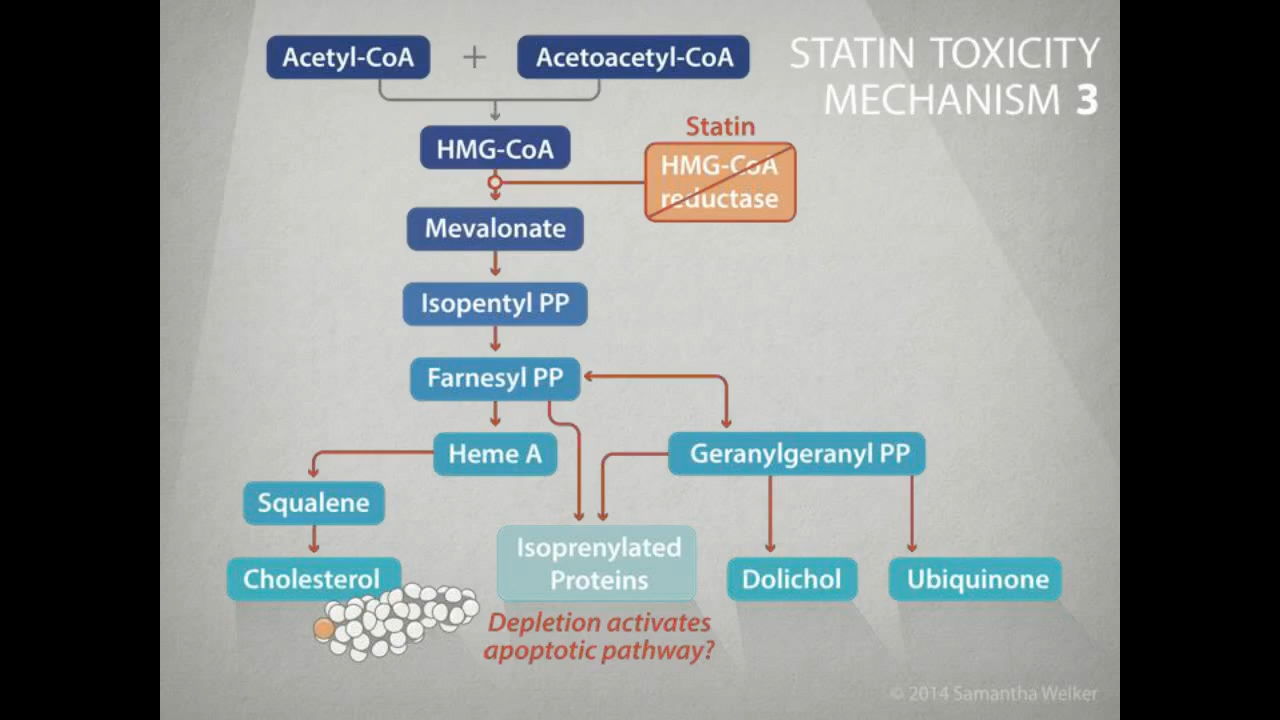 STATIN TOXICITY
MECHANISM 3
Acetyl-CoA
+
Acetoacetyl-CoA
HMG-CoA
Statin
HMG-CoA
reductase
Mevalonate
Isopentyl PP
Farnesyl PP
Heme A
Geranylgeranyl PP
Squalene
Cholesterol
Isoprenylated
Proteins
Dolichol
Ubiquinone
Depletion activates
apoptotic pathway?
© 2014 Samantha Welker